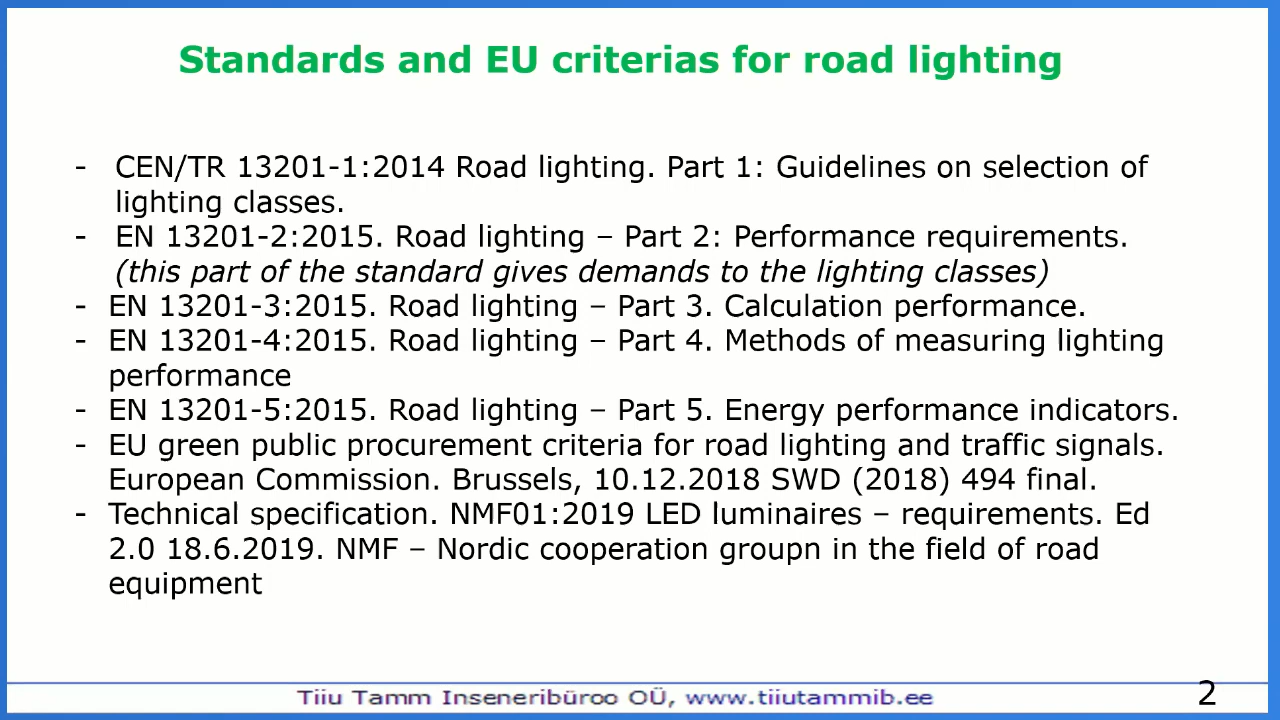 Standards and EU criterias for road lighting
- CEN/TR 13201-1:2014 Road lighting. Part 1: Guidelines on selection of
lighting classes.
- EN 13201-2:2015. Road lighting – Part 2: Performance requirements.
(this part of the standard gives demands to the lighting classes)
- EN 13201-3:2015. Road lighting – Part 3. Calculation performance.
- EN 13201-4:2015. Road lighting – Part 4. Methods of measuring lighting
performance
- EN 13201-5:2015. Road lighting – Part 5. Energy performance indicators.
- EU green public procurement criteria for road lighting and traffic signals.
European Commission. Brussels, 10.12.2018 SWD (2018) 494 final.
- Technical specification. NMF01:2019 LED luminaires – requirements. Ed
2.0 18.6.2019. NMF – Nordic cooperation groupn in the field of road
equipment
Tiiu Tamm Inseneribüroo OÜ, www.tiiutammib.ee
2